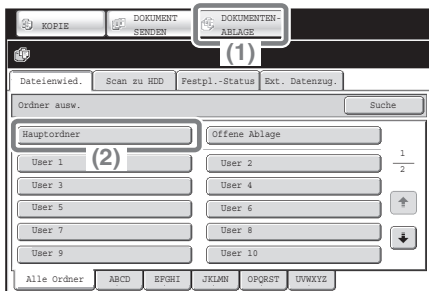 KOPIE
DOKUMENT
SENDEN
DOKUMENTEN-
ABLAGE
(1)
Dateienwied. Scan zu HDD Festpl.-Status Ext. Datenzug.
Ordner ausw. Suche
Hauptordner Offene Ablage
(2)
User 1 User 2
User 3 User 4
User 5 User 6
User 7 User 8
User 9 User 10
1
2
Alle Ordner ABCD EFGHI JKLMN OPQRST UVWXYZ